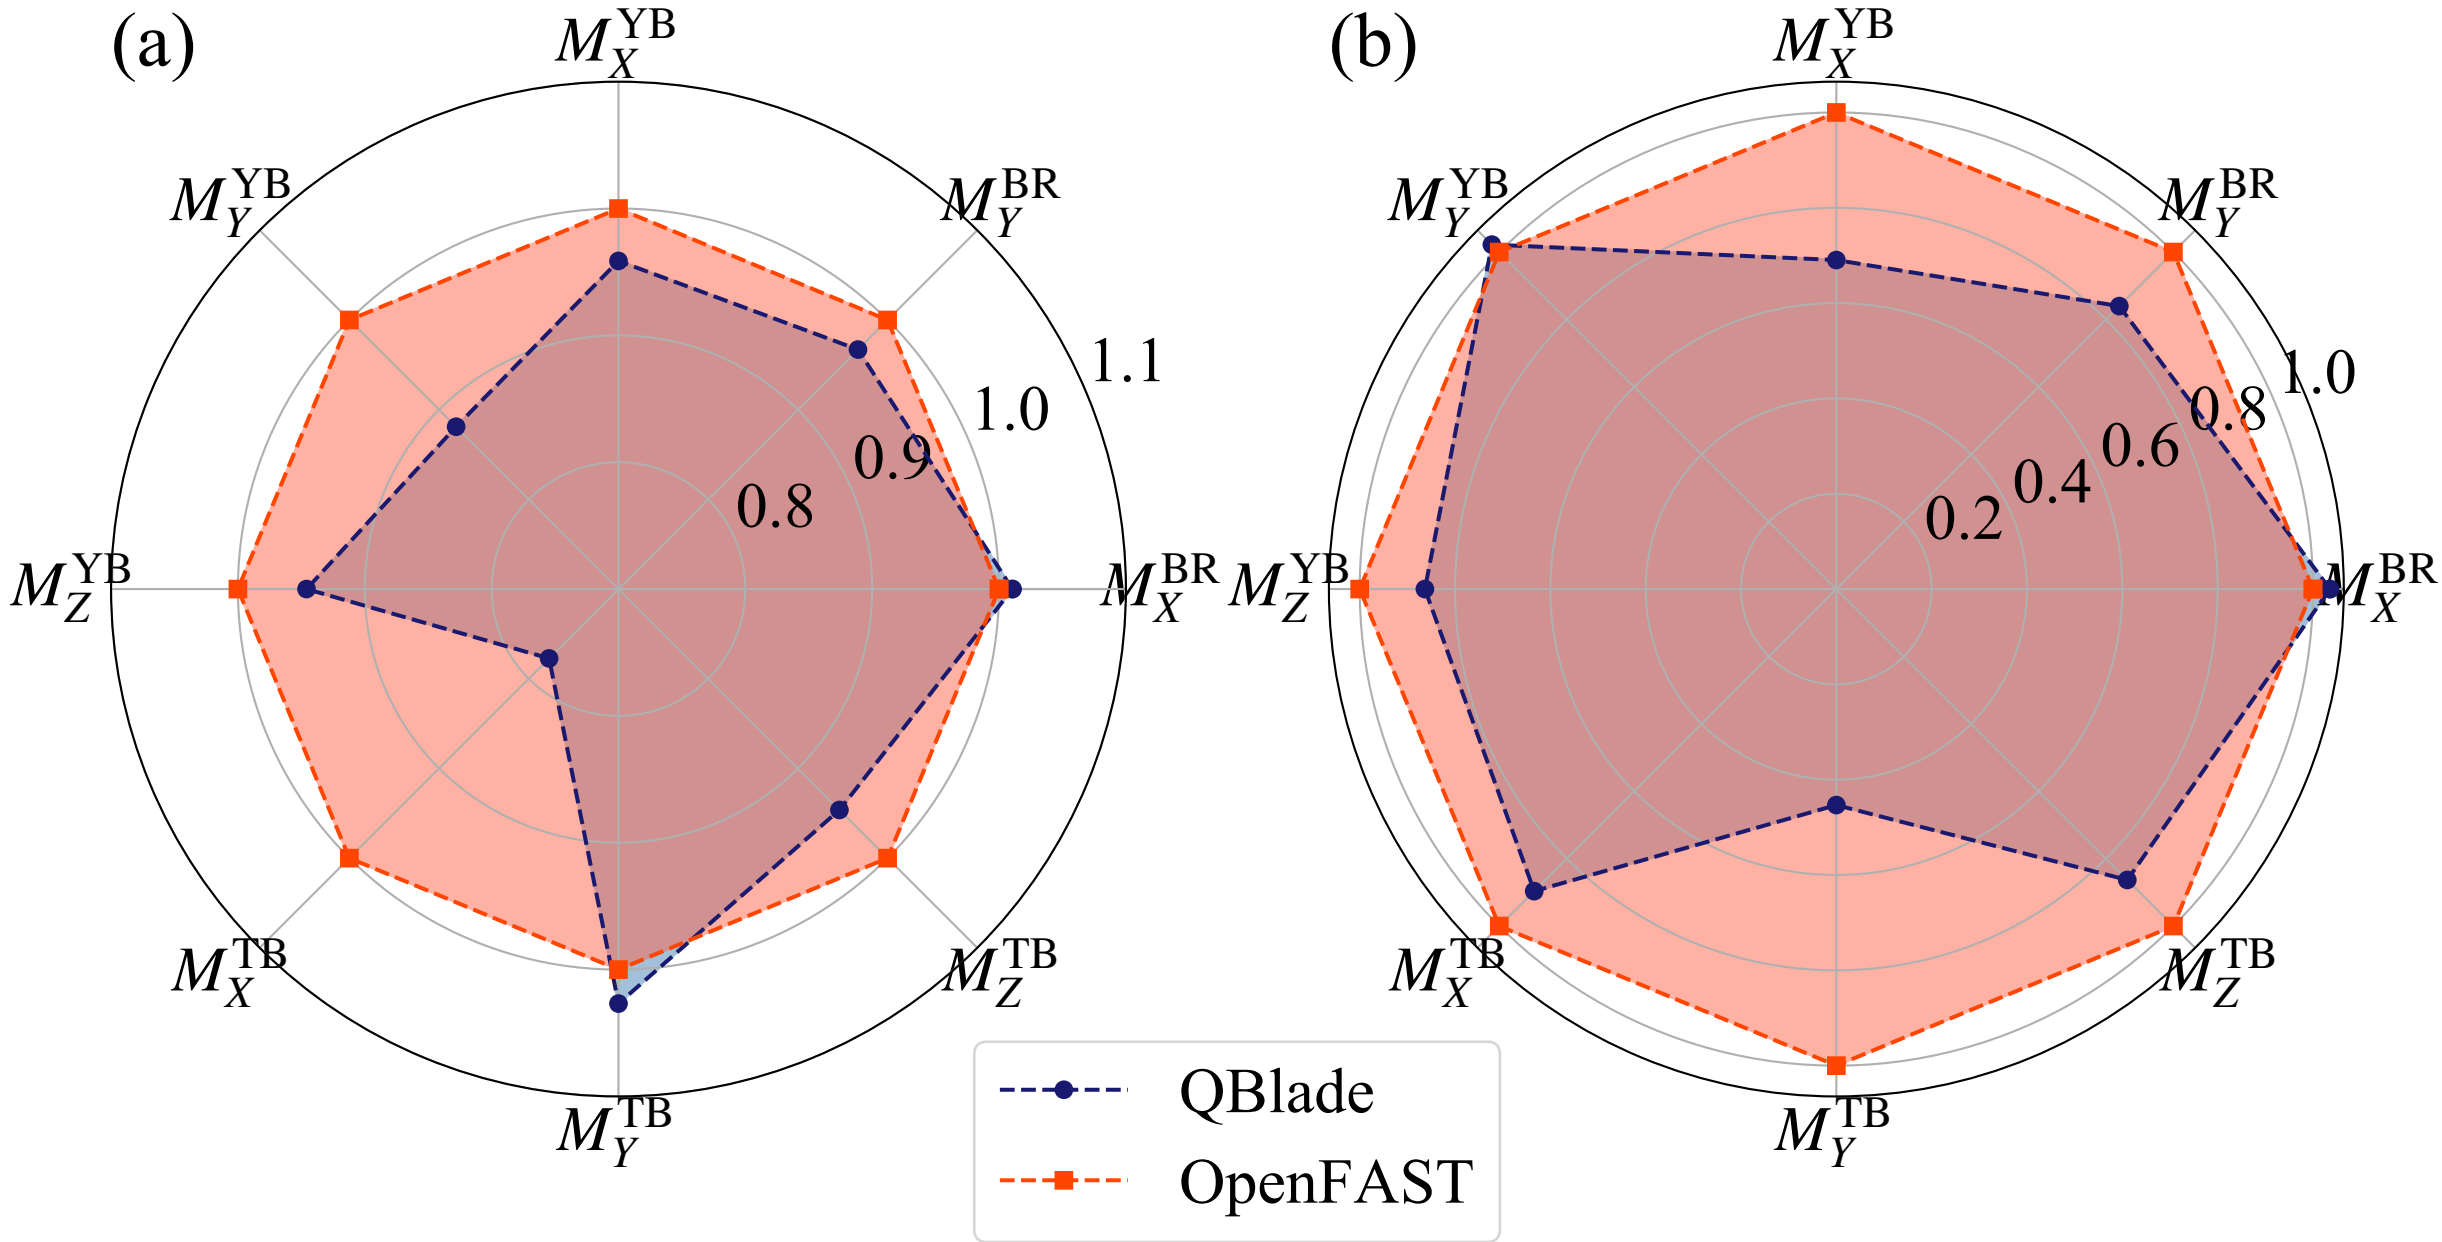 (a)
M_X^YB
M_Y^BR
M_Y^YB
1.1
1.0
0.9
0.8
M_Z^YB
M_X^BR
M_X^TB
M_Z^TB
M_Y^TB
(b)
M_X^YB
M_Y^BR
M_Y^YB
1.0
0.8
0.6
0.4
0.2
M_Z^YB
M_X^BR
M_X^TB
M_Z^TB
M_Y^TB
QBlade
OpenFAST